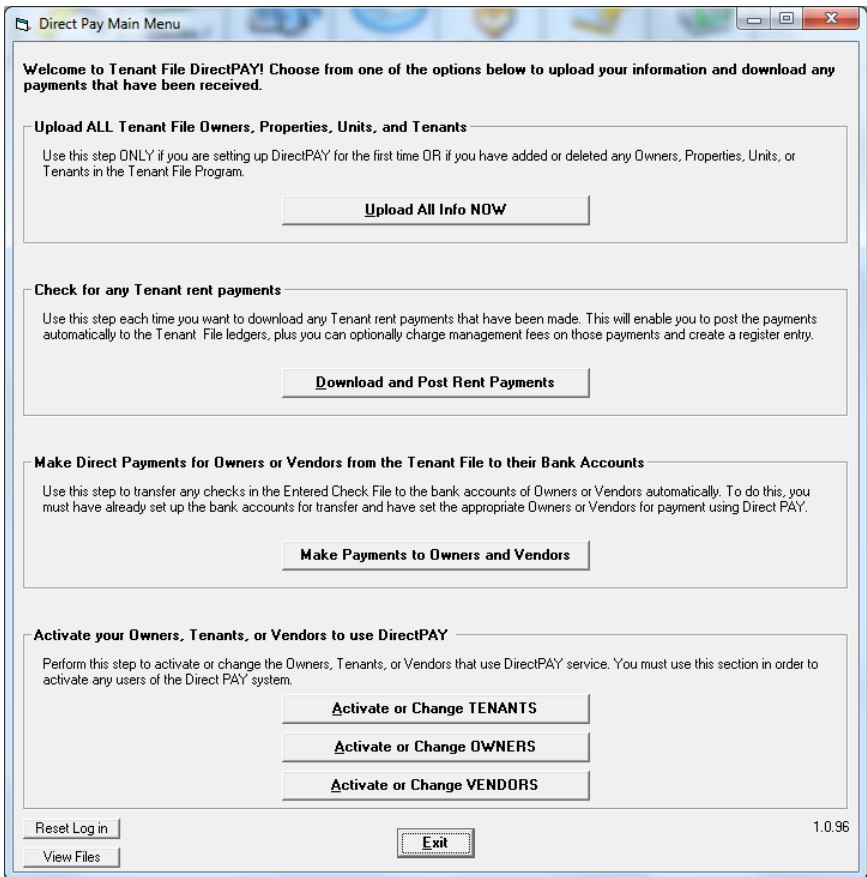 Direct Pay Main Menu
Welcome to Tenant File DirectPAY! Choose from one of the options below to upload your information and download any
payments that have been received.
Upload ALL Tenant File Owners, Properties, Units, and Tenants
Use this step ONLY if you are setting up DirectPAY for the first time OR if you have added or deleted any Owners, Properties, Units, or
Tenants in the Tenant File Program.
Upload All Info NOW
Check for any Tenant rent payments
Use this step each time you want to download any Tenant rent payments that have been made. This will enable you to post the payments
automatically to the Tenant File ledgers, plus you can optionally charge management fees on those payments and create a register entry.
Download and Post Rent Payments
Make Direct Payments for Owners or Vendors from the Tenant File to their Bank Accounts
Use this step to transfer any checks in the Entered Check File to the bank accounts of Owners or Vendors automatically. To do this, you
must have already set up the bank accounts for transfer and have set the appropriate Owners or Vendors for payment using Direct PAY.
Make Payments to Owners and Vendors
Activate your Owners, Tenants, or Vendors to use DirectPAY
Perform this step to activate or change the Owners, Tenants, or Vendors that use DirectPAY service. You must use this section in order to
activate any users of the Direct PAY system.
Activate or Change TENANTS
Activate or Change OWNERS
Activate or Change VENDORS
Reset Log in
1.0.96
Exit
View Files